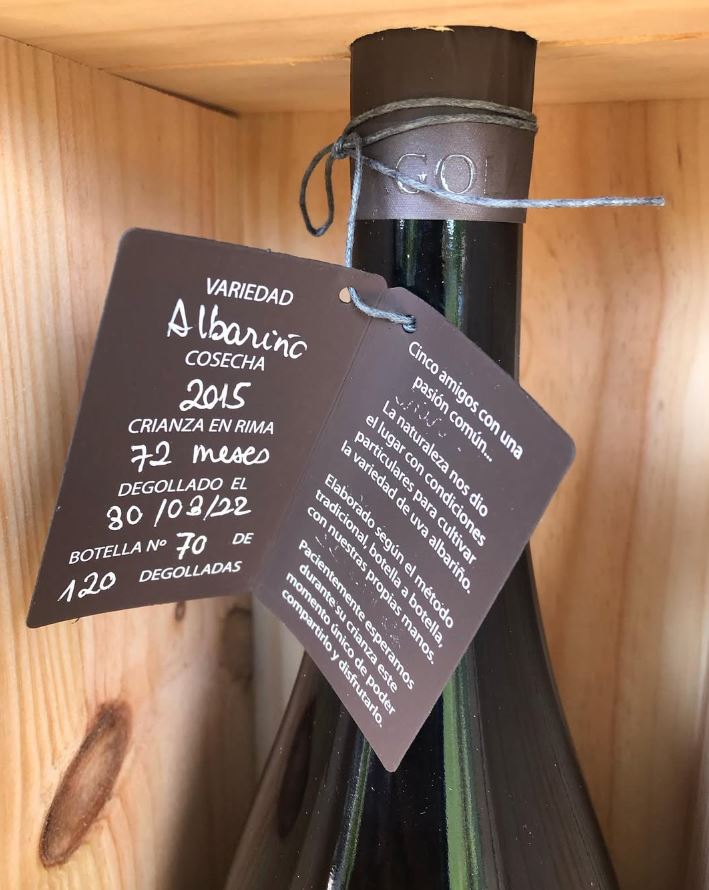 GO
VARIEDAD
Albariño
COSECHA
2015
CRIANZA EN RIMA
72 meses
DEGOLLADO EL
30/03/22
BOTELLA Nº 70 DE
120 DEGOLLADAS
Cinco amigos con una
pasión común...
La naturaleza nos dio
el lugar con condiciones
particulares para cultivar
la variedad de uva albariño.
Elaborado según el método
tradicional, botella a botella,
con nuestras propias manos.
Pacientemente esperamos
durante su crianza este
momento único de poder
compartirlo y disfrutarlo.